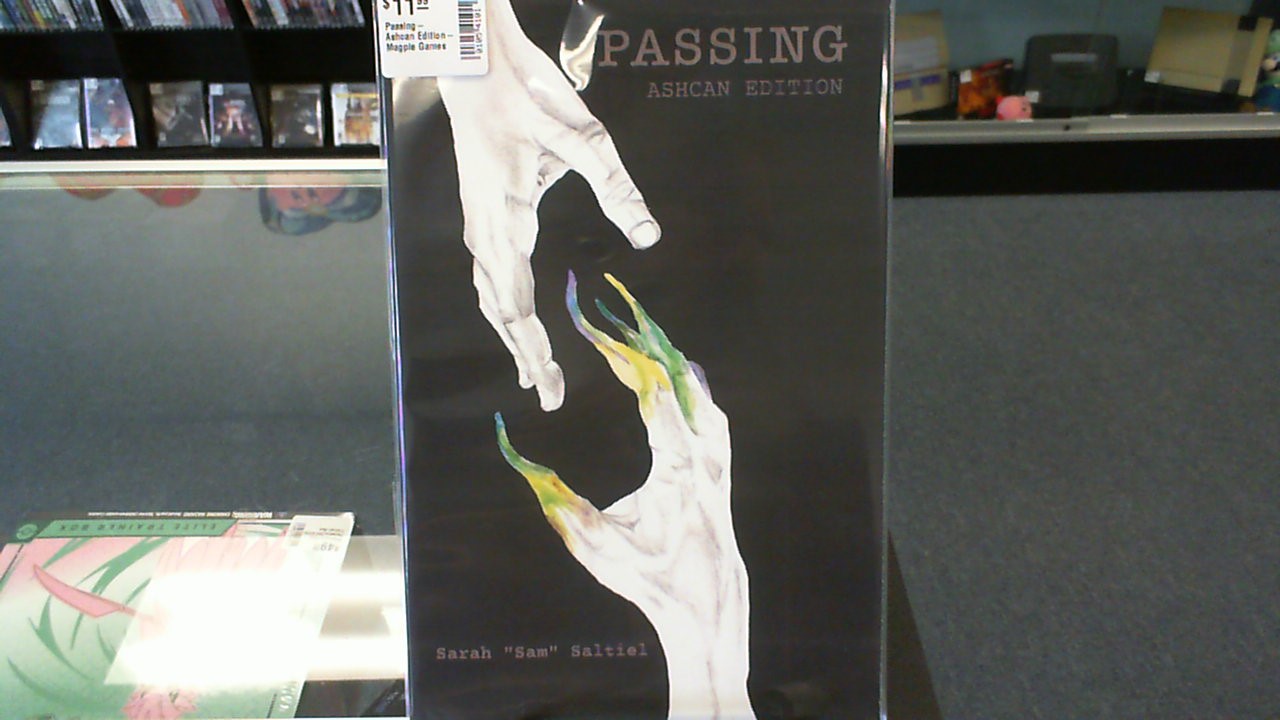 $11 99
Passing –
Ashcan Edition –
Magpie Games
PASSING
ASHCAN EDITION
Sarah "Sam" Saltiel
ELITE TRAINER BOX